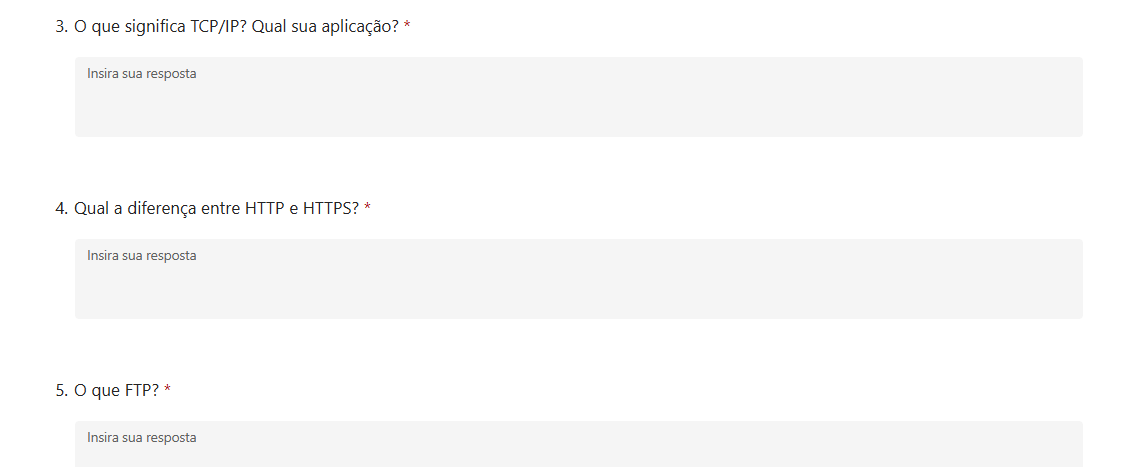 3. O que significa TCP/IP? Qual sua aplicação? *
Insira sua resposta
4. Qual a diferença entre HTTP e HTTPS? *
Insira sua resposta
5. O que FTP? *
Insira sua resposta